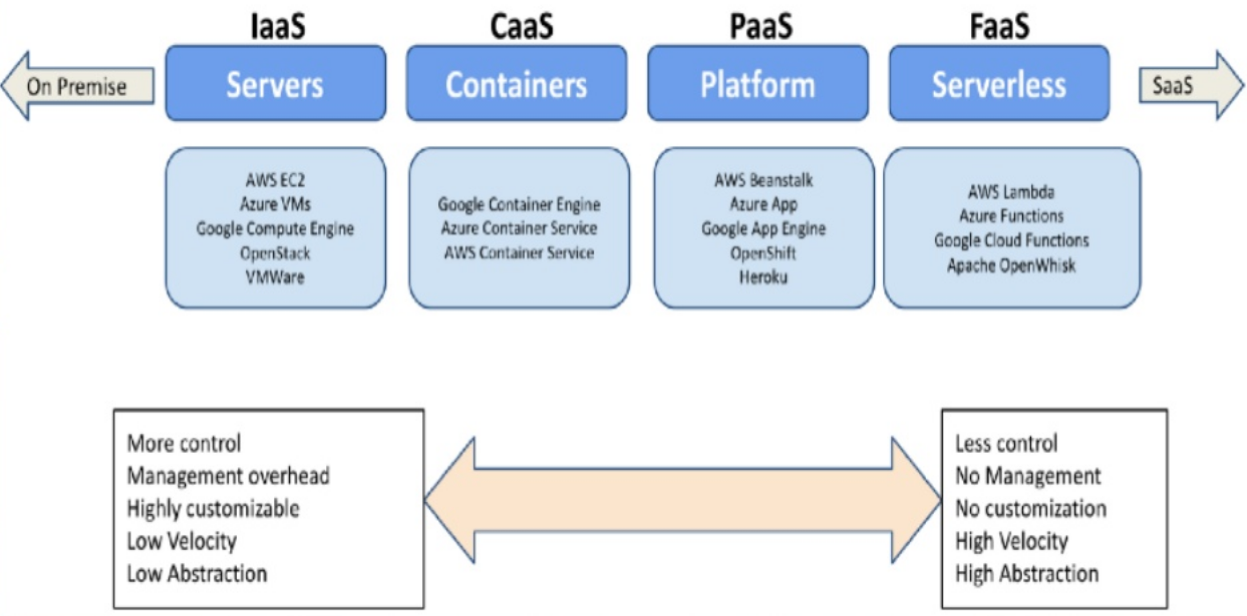 IaaS
CaaS
PaaS
FaaS
On Premise
Servers
Containers
Platform
Serverless
SaaS
AWS EC2
Azure VMs
Google Compute Engine
OpenStack
VMWare
Google Container Engine
Azure Container Service
AWS Container Service
AWS Beanstalk
Azure App
Google App Engine
OpenShift
Heroku
AWS Lambda
Azure Functions
Google Cloud Functions
Apache OpenWhisk
More control
Management overhead
Highly customizable
Low Velocity
Low Abstraction
Less control
No Management
No customization
High Velocity
High Abstraction